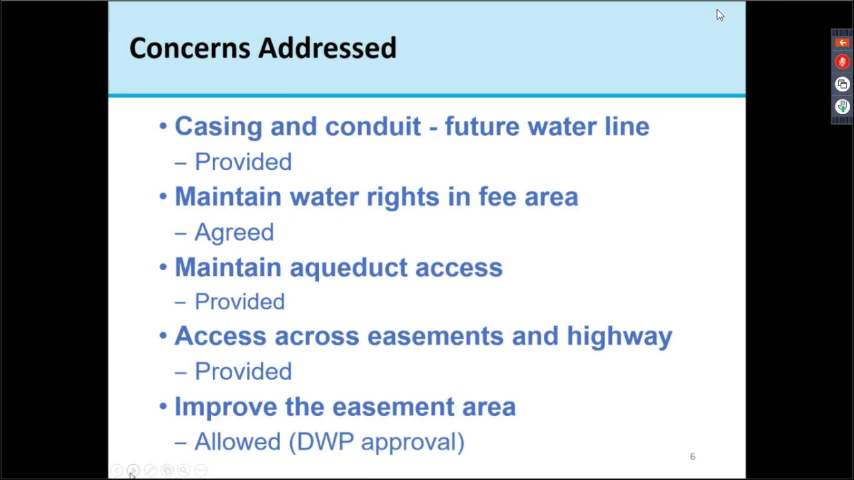 Concerns Addressed
• Casing and conduit - future water line
– Provided
• Maintain water rights in fee area
– Agreed
• Maintain aqueduct access
– Provided
• Access across easements and highway
– Provided
• Improve the easement area
– Allowed (DWP approval)
6